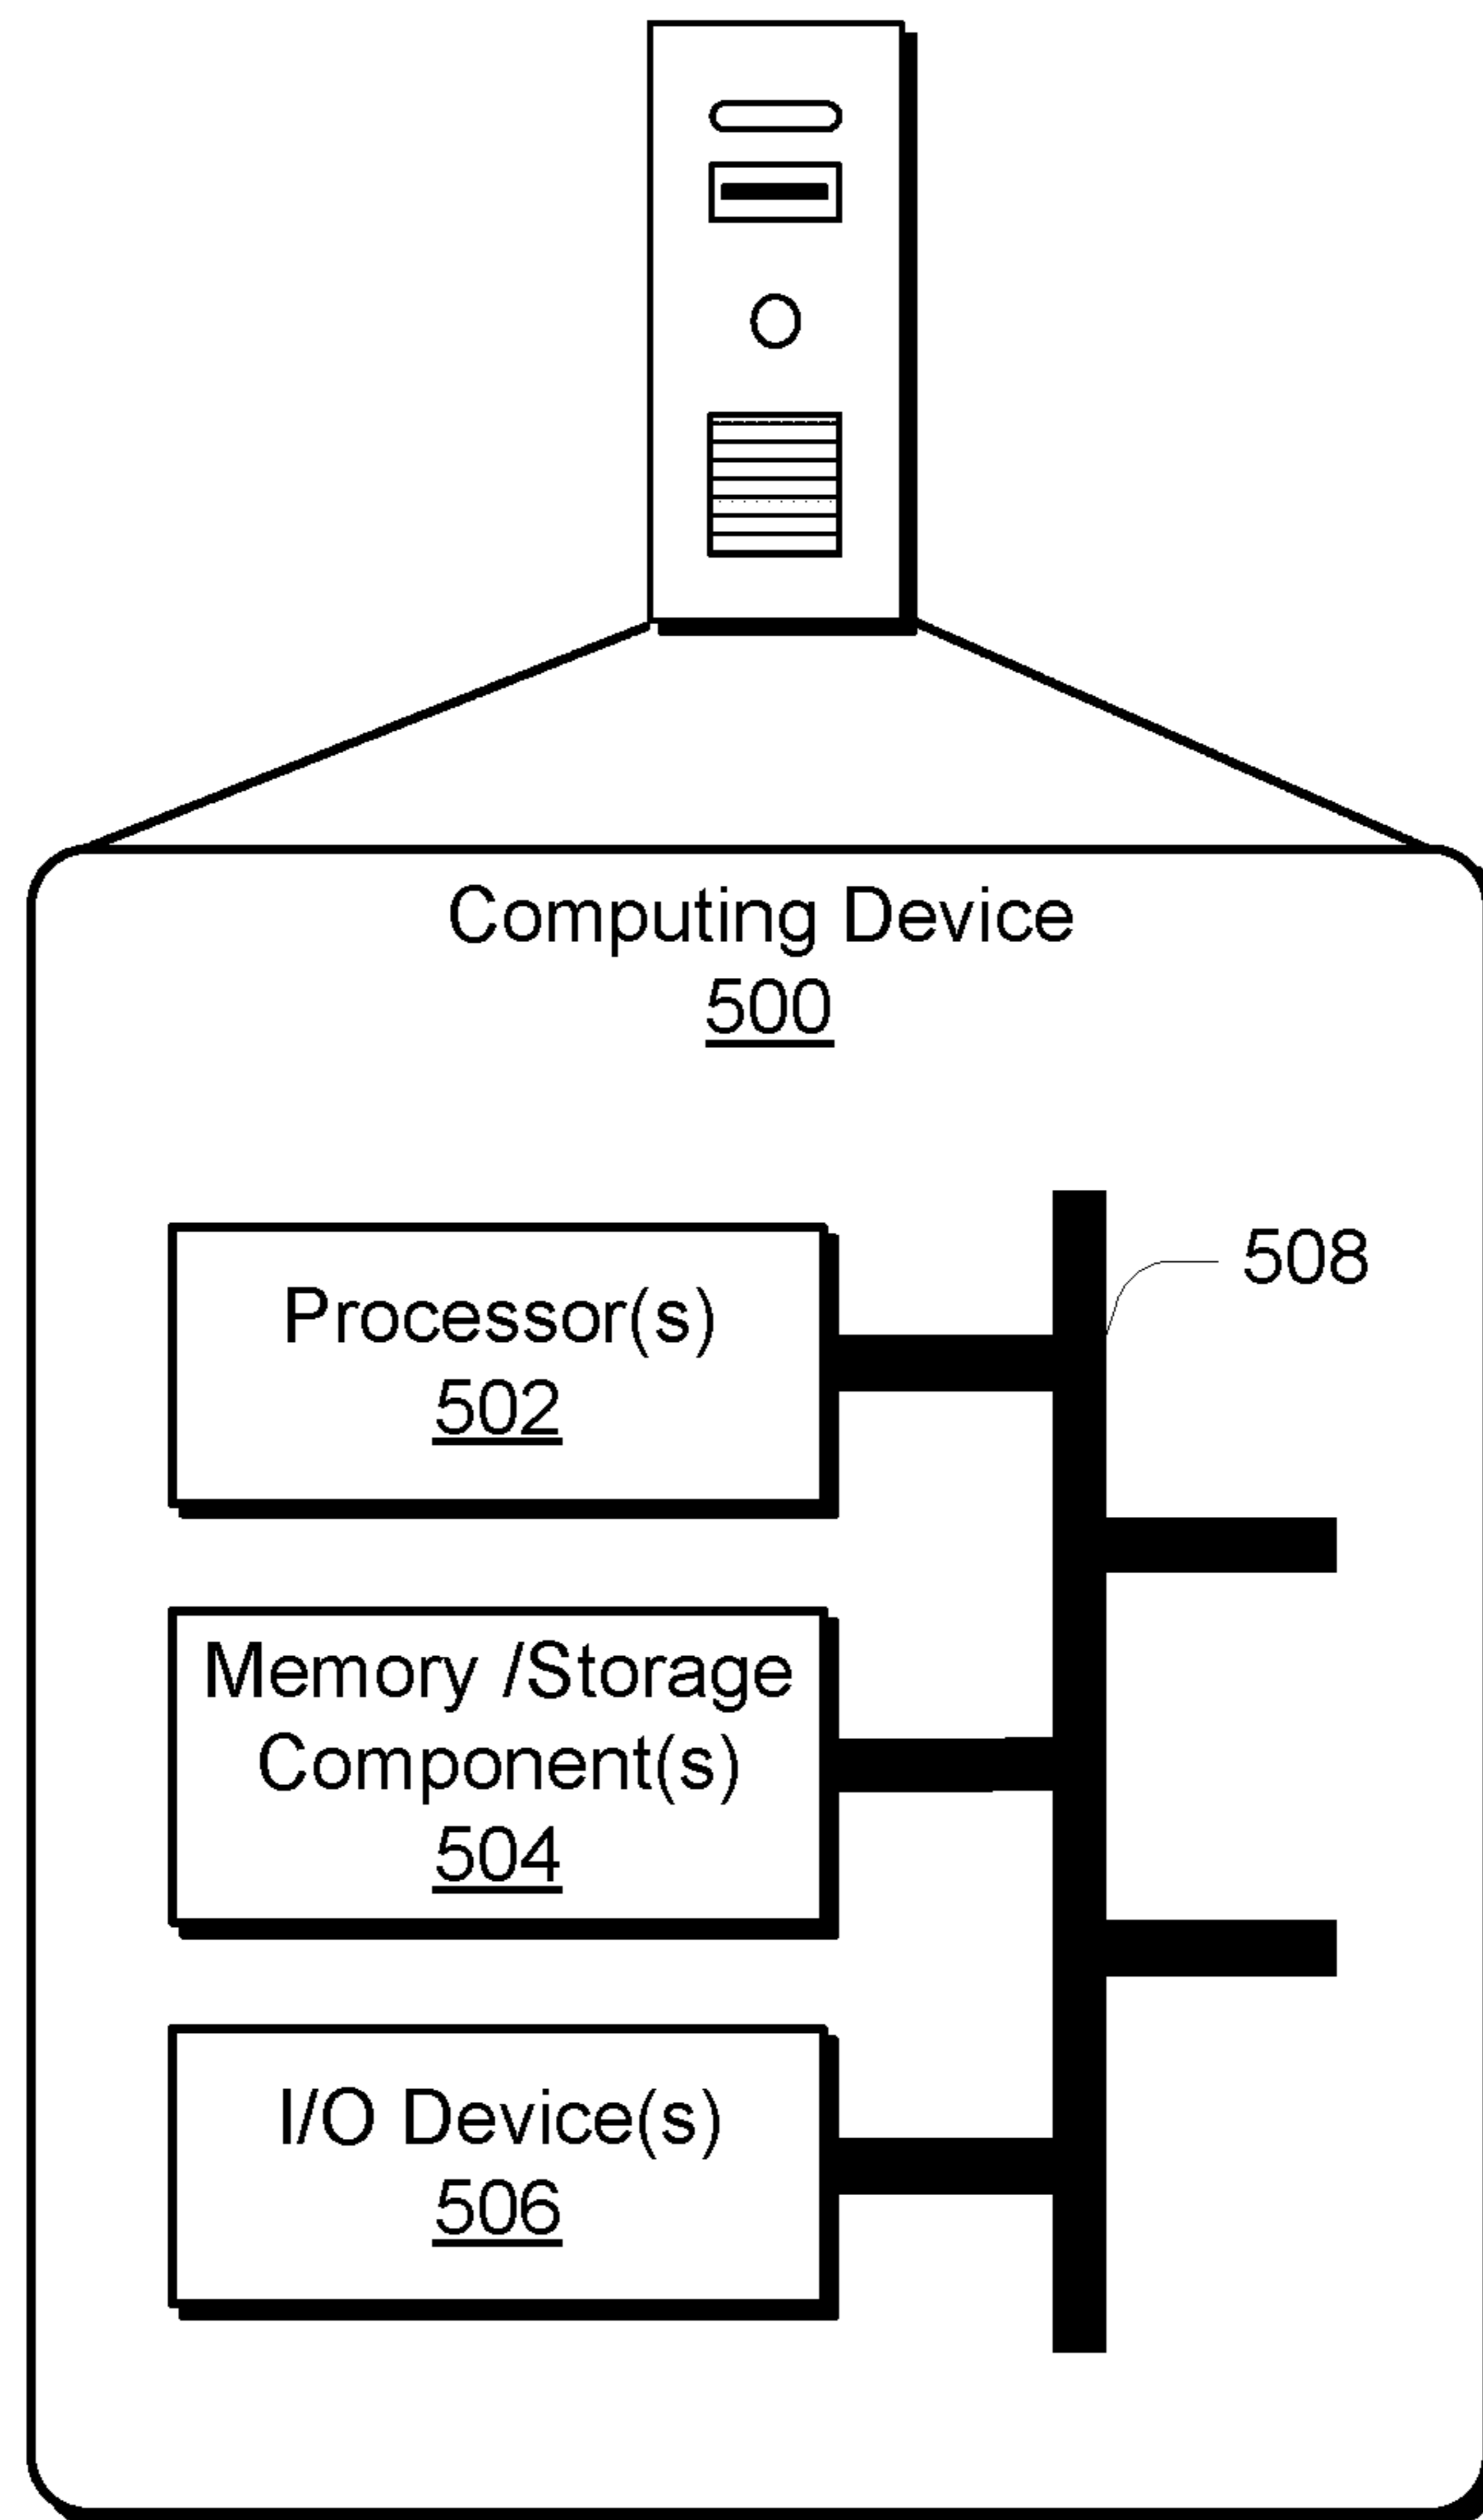 Computing Device
500
508
Processor(s)
502
Memory /Storage
Component(s)
504
I/O Device(s)
506